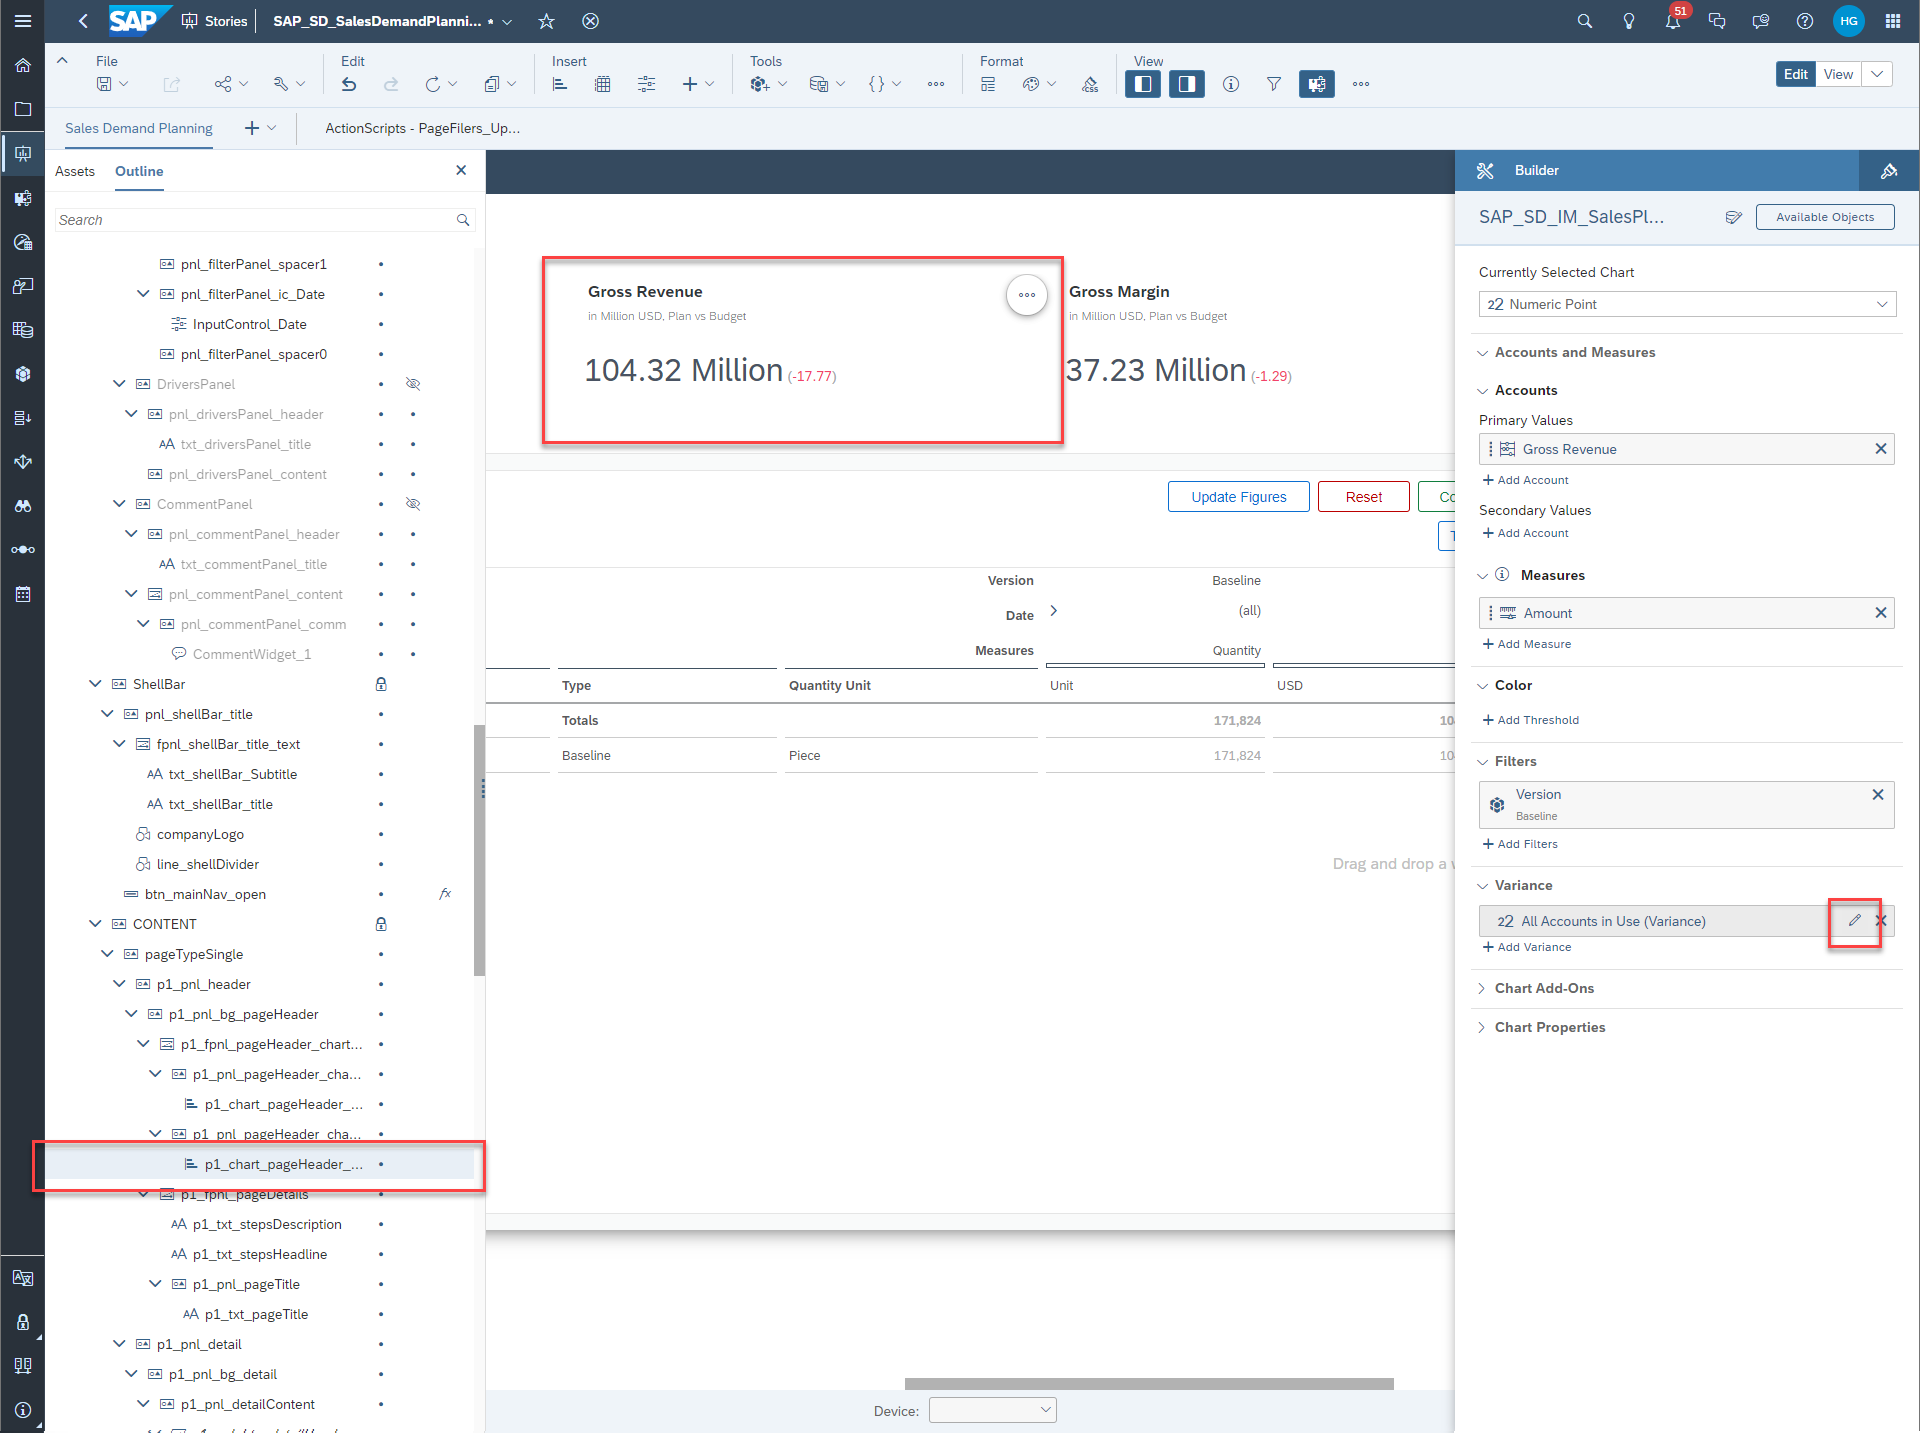 SAP Stories SAP_SD_SalesDemandPlanni... *
51
HG
File Edit Insert Tools Format View
Edit View
Sales Demand Planning
ActionScripts - PageFilers_Up...
Assets Outline
Search
pnl_filterPanel_spacer1
pnl_filterPanel_ic_Date
InputControl_Date
pnl_filterPanel_spacer0
DriversPanel
pnl_driversPanel_header
txt_driversPanel_title
pnl_driversPanel_content
CommentPanel
pnl_commentPanel_header
txt_commentPanel_title
pnl_commentPanel_content
pnl_commentPanel_comm
CommentWidget_1
ShellBar
pnl_shellBar_title
fpnl_shellBar_title_text
txt_shellBar_Subtitle
txt_shellBar_title
companyLogo
line_shellDivider
btn_mainNav_open
CONTENT
pageTypeSingle
p1_pnl_header
p1_pnl_bg_pageHeader
p1_fpnl_pageHeader_chart...
p1_pnl_pageHeader_cha...
p1_chart_pageHeader_...
p1_pnl_pageHeader_cha...
p1_chart_pageHeader_...
p1_fpnl_pageDetails
p1_txt_stepsDescription
p1_txt_stepsHeadline
p1_pnl_pageTitle
p1_txt_pageTitle
p1_pnl_detail
p1_pnl_bg_detail
p1_pnl_detailContent
Gross Revenue
in Million USD, Plan vs Budget
104.32 Million (-17.77)
Gross Margin
in Million USD, Plan vs Budget
37.23 Million (-1.29)
Update Figures Reset Co
Version Baseline
Date (all)
Measures Quantity
Type Quantity Unit Unit USD
Totals 171,824 10
Baseline Piece 171,824 10
Drag and drop a
Device:
Builder
SAP_SD_IM_SalesPl...
Available Objects
Currently Selected Chart
22 Numeric Point
Accounts and Measures
Accounts
Primary Values
Gross Revenue
+ Add Account
Secondary Values
+ Add Account
Measures
Amount
+ Add Measure
Color
+ Add Threshold
Filters
Version
Baseline
+ Add Filters
Variance
22 All Accounts in Use (Variance)
+ Add Variance
Chart Add-Ons
Chart Properties